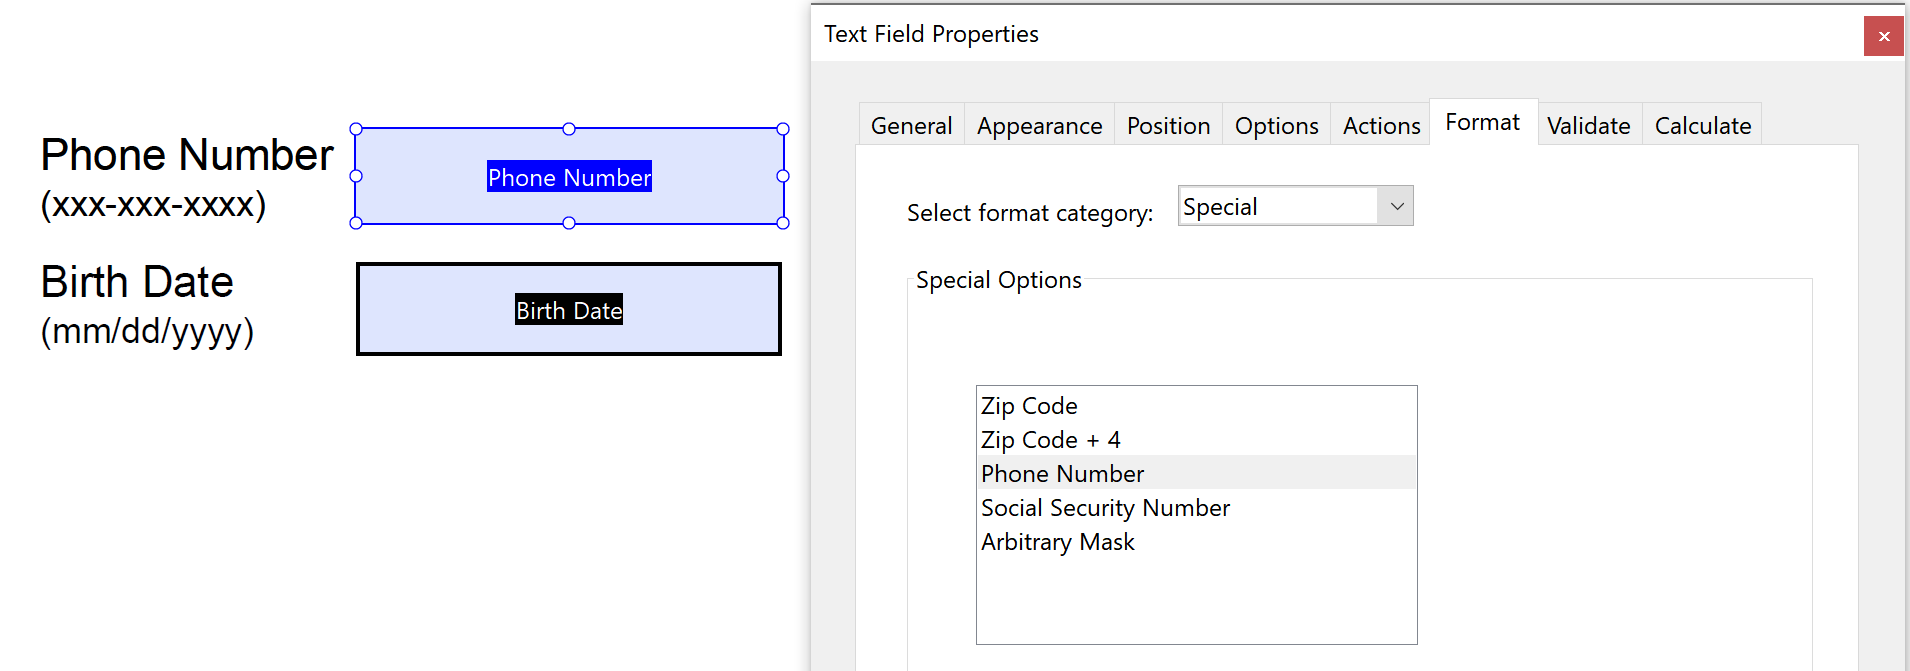 Phone Number
(xxx-xxx-xxxx)
Phone Number
Birth Date
(mm/dd/yyyy)
Birth Date
Text Field Properties
General Appearance Position Options Actions Format Validate Calculate
Select format category: Special
Special Options
Zip Code
Zip Code + 4
Phone Number
Social Security Number
Arbitrary Mask